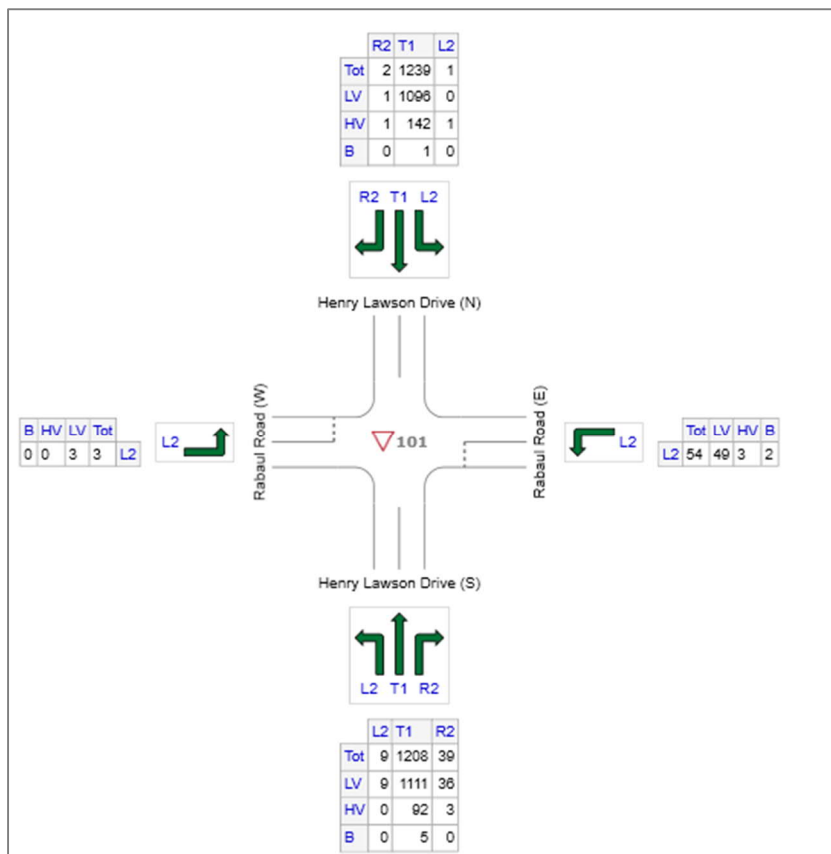 R2 T1 L2
Tot 2 1239 1
LV 1 1096 0
HV 1 142 1
B 0 1 0
R2 T1 L2
Henry Lawson Drive (N)
Rabaul Road (W)
Rabaul Road (E)
B HV LV Tot
0 0 3 3 L2
L2
101
L2
Tot LV HV B
L2 54 49 3 2
Henry Lawson Drive (S)
L2 T1 R2
L2 T1 R2
Tot 9 1208 39
LV 9 1111 36
HV 0 92 3
B 0 5 0